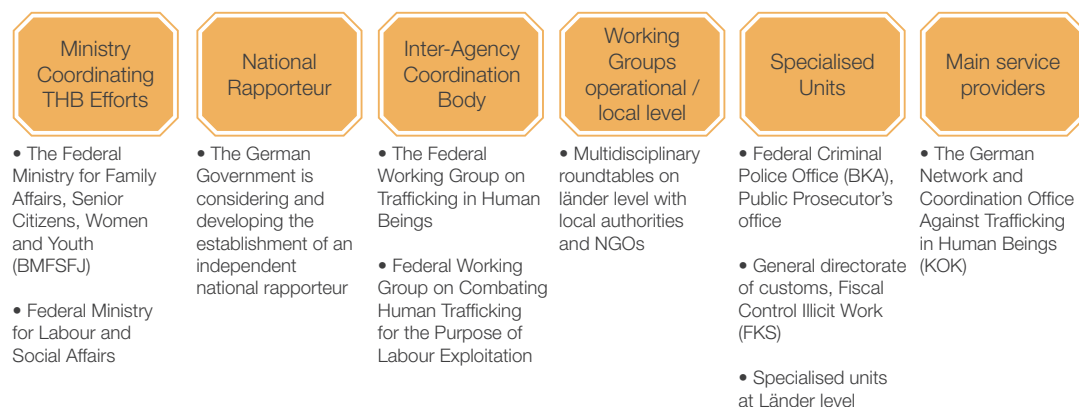 Ministry
Coordinating
THB Efforts
• The Federal
Ministry for Family
Affairs, Senior
Citizens, Women
and Youth
(BMFSFJ)
• Federal Ministry
for Labour and
Social Affairs
National
Rapporteur
• The German
Government is
considering and
developing the
establishment of an
independent
national rapporteur
Inter-Agency
Coordination
Body
• The Federal
Working Group on
Trafficking in Human
Beings
• Federal Working
Group on Combating
Human Trafficking
for the Purpose of
Labour Exploitation
Working
Groups
operational /
local level
• Multidisciplinary
roundtables on
länder level with
local authorities
and NGOs
Specialised
Units
• Federal Criminal
Police Office (BKA),
Public Prosecutor's
office
• General directorate
of customs, Fiscal
Control Illicit Work
(FKS)
• Specialised units
at Länder level
Main service
providers
• The German
Network and
Coordination Office
Against Trafficking
in Human Beings
(KOK)